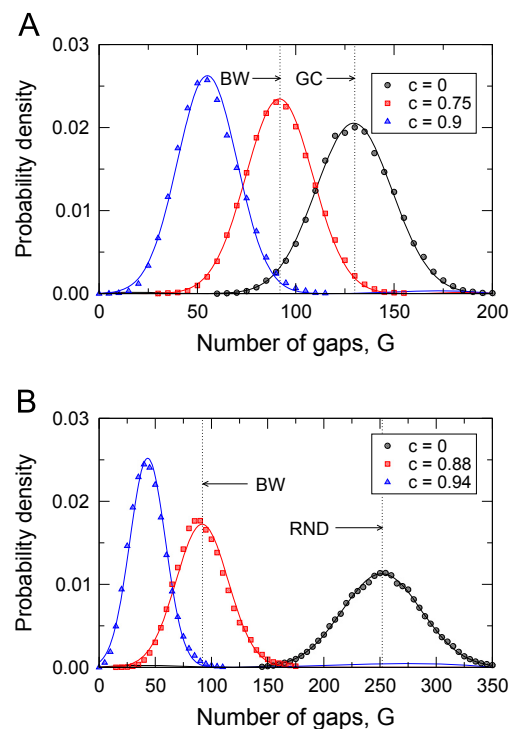 A
0.03
BW
GC
c = 0
c = 0.75
c = 0.9
0.02
0.01
0.00
Probability density
0
50
100
150
200
Number of gaps, G
B
0.03
c = 0
c = 0.88
c = 0.94
0.02
BW
RND
0.01
0.00
Probability density
0
50
100
150
200
250
300
350
Number of gaps, G